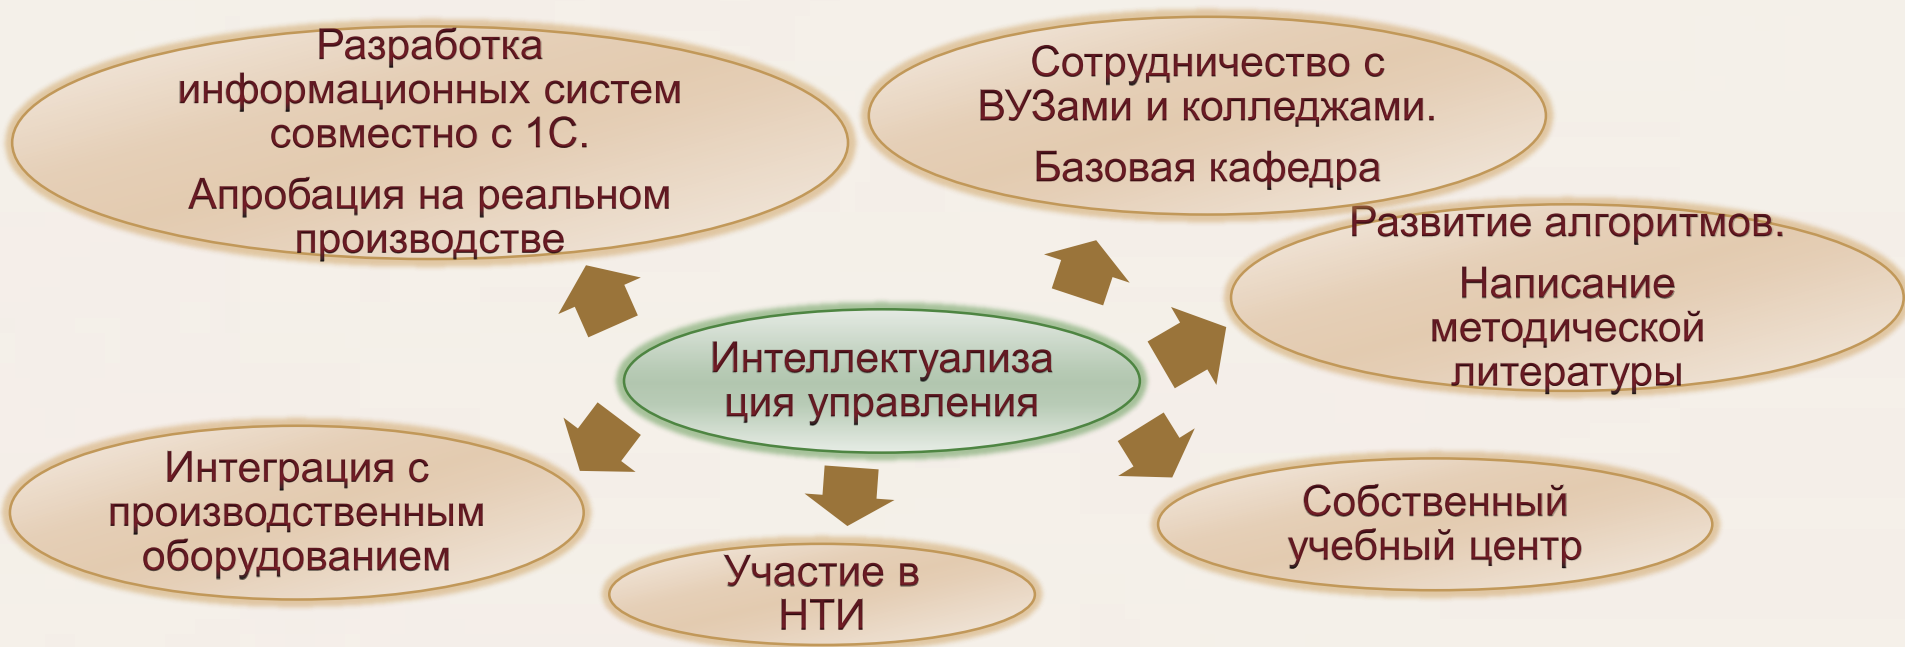 Разработка
информационных систем
совместно с 1С.
Апробация на реальном
производстве
Сотрудничество с
ВУЗами и колледжами.
Базовая кафедра
Развитие алгоритмов.
Написание
методической
литературы
Интеллектуализа
ция управления
Интеграция с
производственным
оборудованием
Участие в
НТИ
Собственный
учебный центр